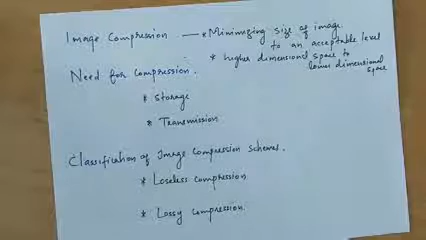 Image Compression — * Minimizing size of image
to an acceptable level
* higher dimensional space to
lower dimensional
space
Need for compression.
* Storage
* Transmission
Classification of Image Compression Schemes.
* Loseless compression
* Lossy compression.